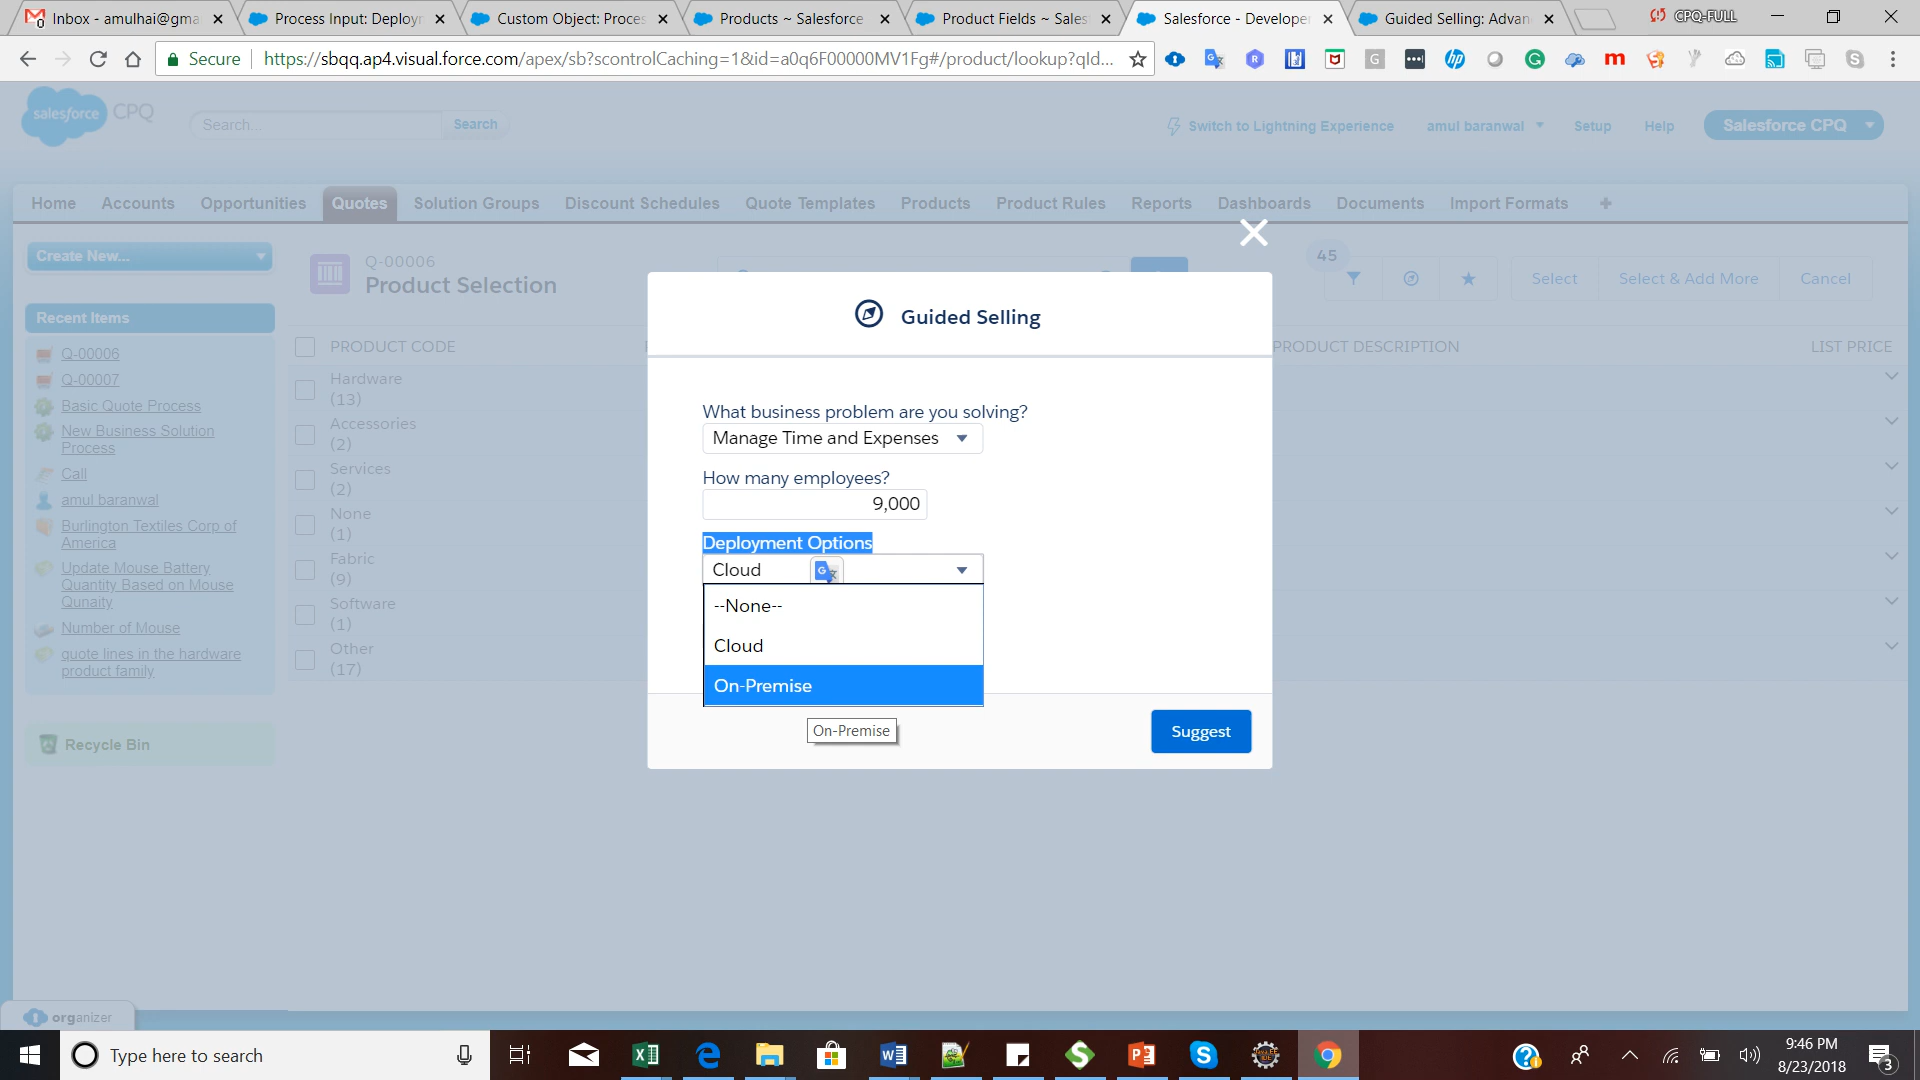 Inbox - amulhai@gma
Process Input: Deployn
Custom Object: Proces
Products ~ Salesforce
Product Fields ~ Sales
Salesforce - Developer
Guided Selling: Advan
CPQ-FULL
Secure
https://sbqq.ap4.visual.force.com/apex/sb?scontrolCaching=1&id=a0q6F00000MV1Fg#/product/lookup?qId...
salesforce CPQ
Search...
Search
Switch to Lightning Experience
amul baranwal
Setup
Help
Salesforce CPQ
Home
Accounts
Opportunities
Quotes
Solution Groups
Discount Schedules
Quote Templates
Products
Product Rules
Reports
Dashboards
Documents
Import Formats
Create New...
Recent Items
Q-00006
Q-00007
Basic Quote Process
New Business Solution
Process
Call
amul baranwal
Burlington Textiles Corp of
America
Update Mouse Battery
Quantity Based on Mouse
Qunaity
Number of Mouse
quote lines in the hardware
product family
Recycle Bin
Q-00006
Product Selection
45
Select
Select & Add More
Cancel
PRODUCT CODE
PRODUCT DESCRIPTION
LIST PRICE
Hardware
(13)
Accessories
(2)
Services
(2)
None
(1)
Fabric
(9)
Software
(1)
Other
(17)
Guided Selling
What business problem are you solving?
Manage Time and Expenses
How many employees?
9,000
Deployment Options
Cloud
--None--
Cloud
On-Premise
On-Premise
Suggest
organizer
Type here to search
9:46 PM
8/23/2018
3